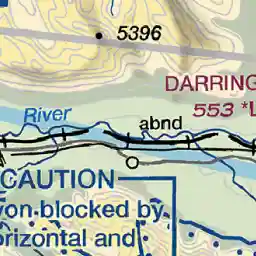 5396
DARRING
553 *L
River
abnd
CAUTION
yon blocked by
orizontal and